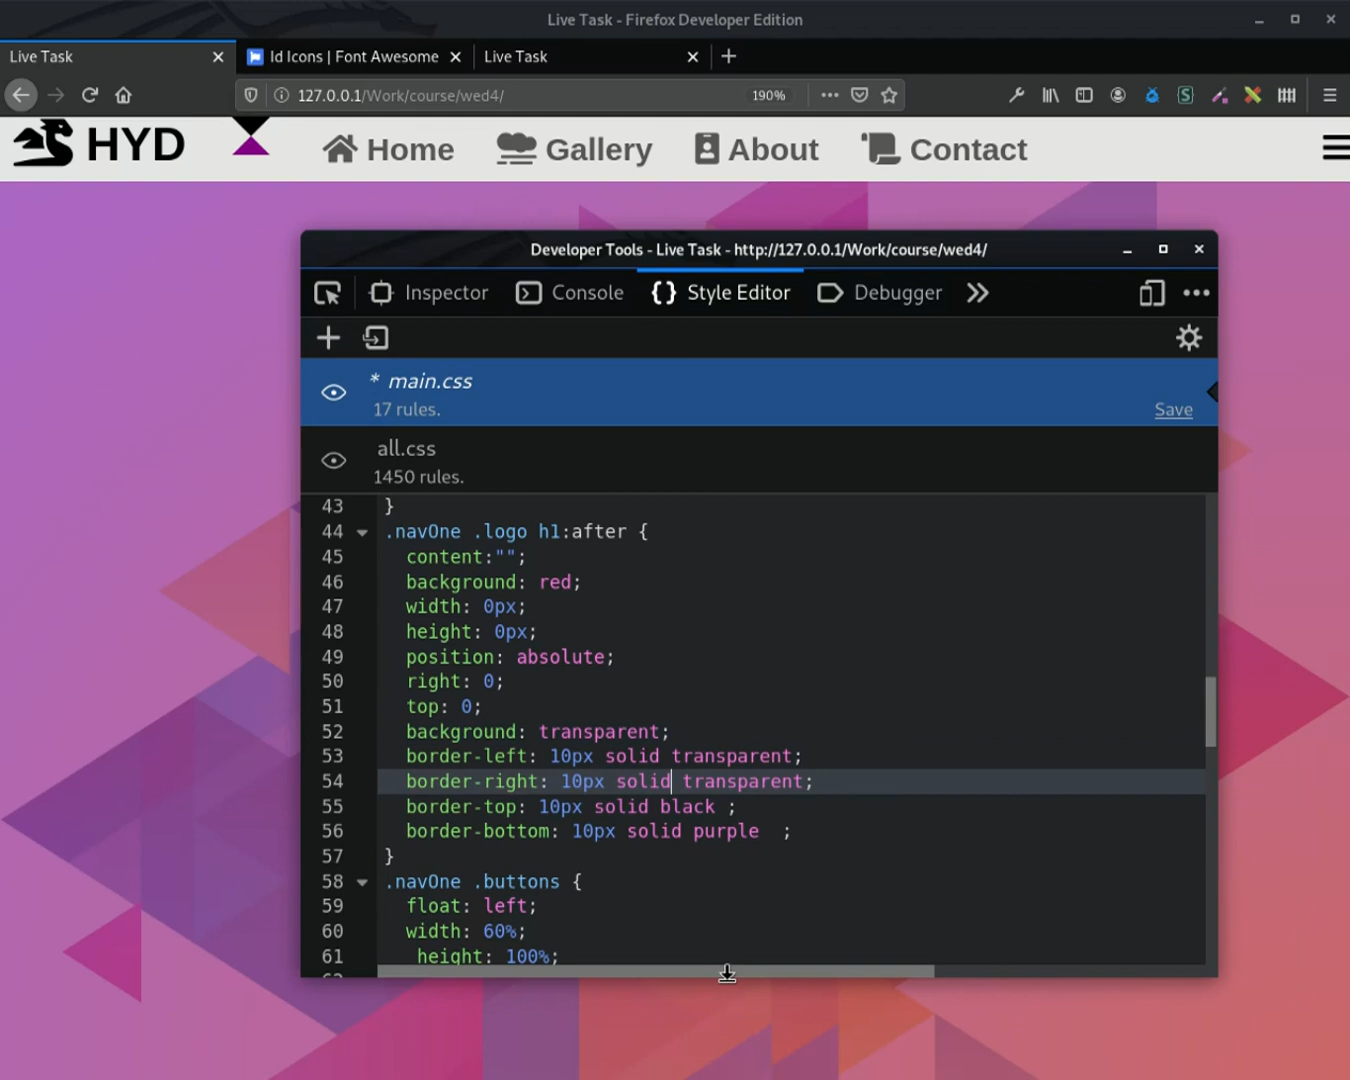 Live Task - Firefox Developer Edition
Live Task
Id Icons | Font Awesome
Live Task
127.0.0.1/Work/course/wed4/
190%
HYD
Home
Gallery
About
Contact
Developer Tools - Live Task - http://127.0.0.1/Work/course/wed4/
Inspector
Console
{} Style Editor
Debugger
* main.css
17 rules.
Save
all.css
1450 rules.
43 }
44 .navOne .logo h1:after {
45 content:"";
46 background: red;
47 width: 0px;
48 height: 0px;
49 position: absolute;
50 right: 0;
51 top: 0;
52 background: transparent;
53 border-left: 10px solid transparent;
54 border-right: 10px solid transparent;
55 border-top: 10px solid black ;
56 border-bottom: 10px solid purple  ;
57 }
58 .navOne .buttons {
59 float: left;
60 width: 60%;
61 height: 100%;